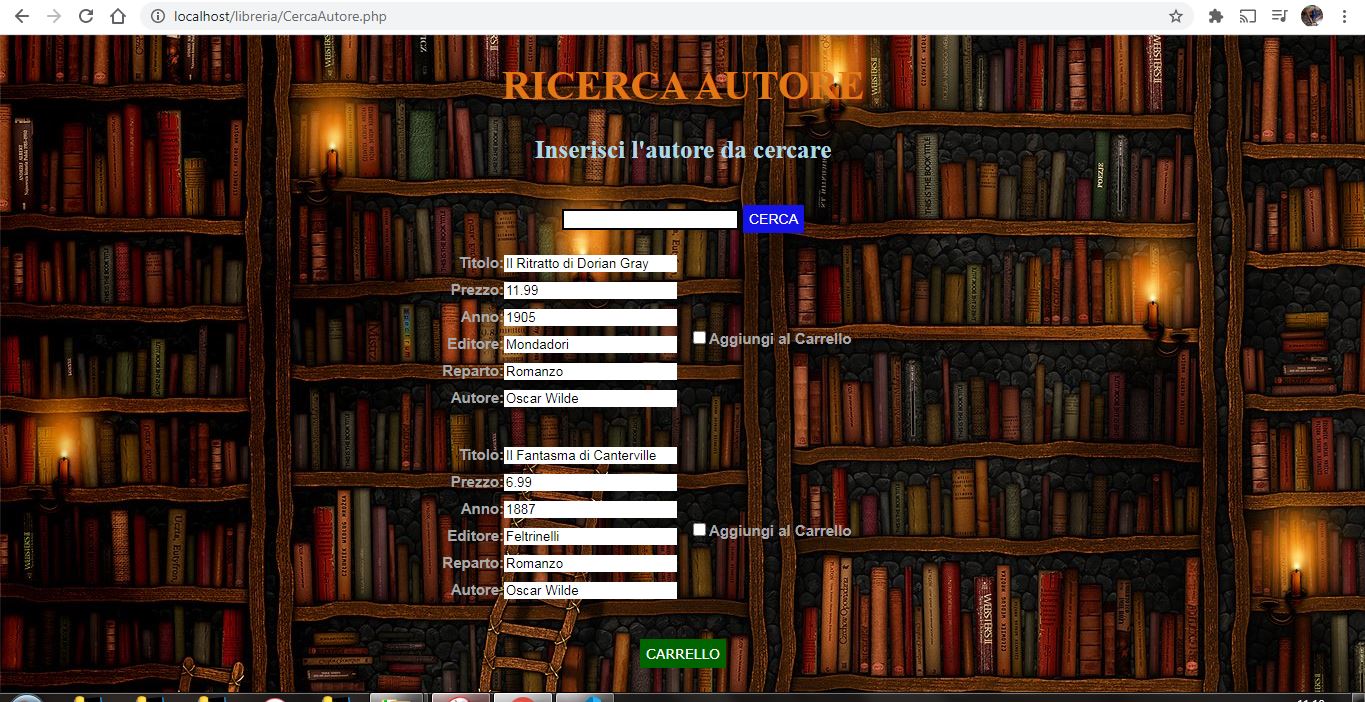 localhost/libreria/CercaAutore.php
RICERCA AUTORE
Inserisci l'autore da cercare
CERCA
Titolo: Il Ritratto di Dorian Gray
Prezzo: 11.99
Anno: 1905
Editore: Mondadori
Aggiungi al Carrello
Reparto: Romanzo
Autore: Oscar Wilde
Titolo: Il Fantasma di Canterville
Prezzo: 6.99
Anno: 1887
Editore: Feltrinelli
Aggiungi al Carrello
Reparto: Romanzo
Autore: Oscar Wilde
CARRELLO